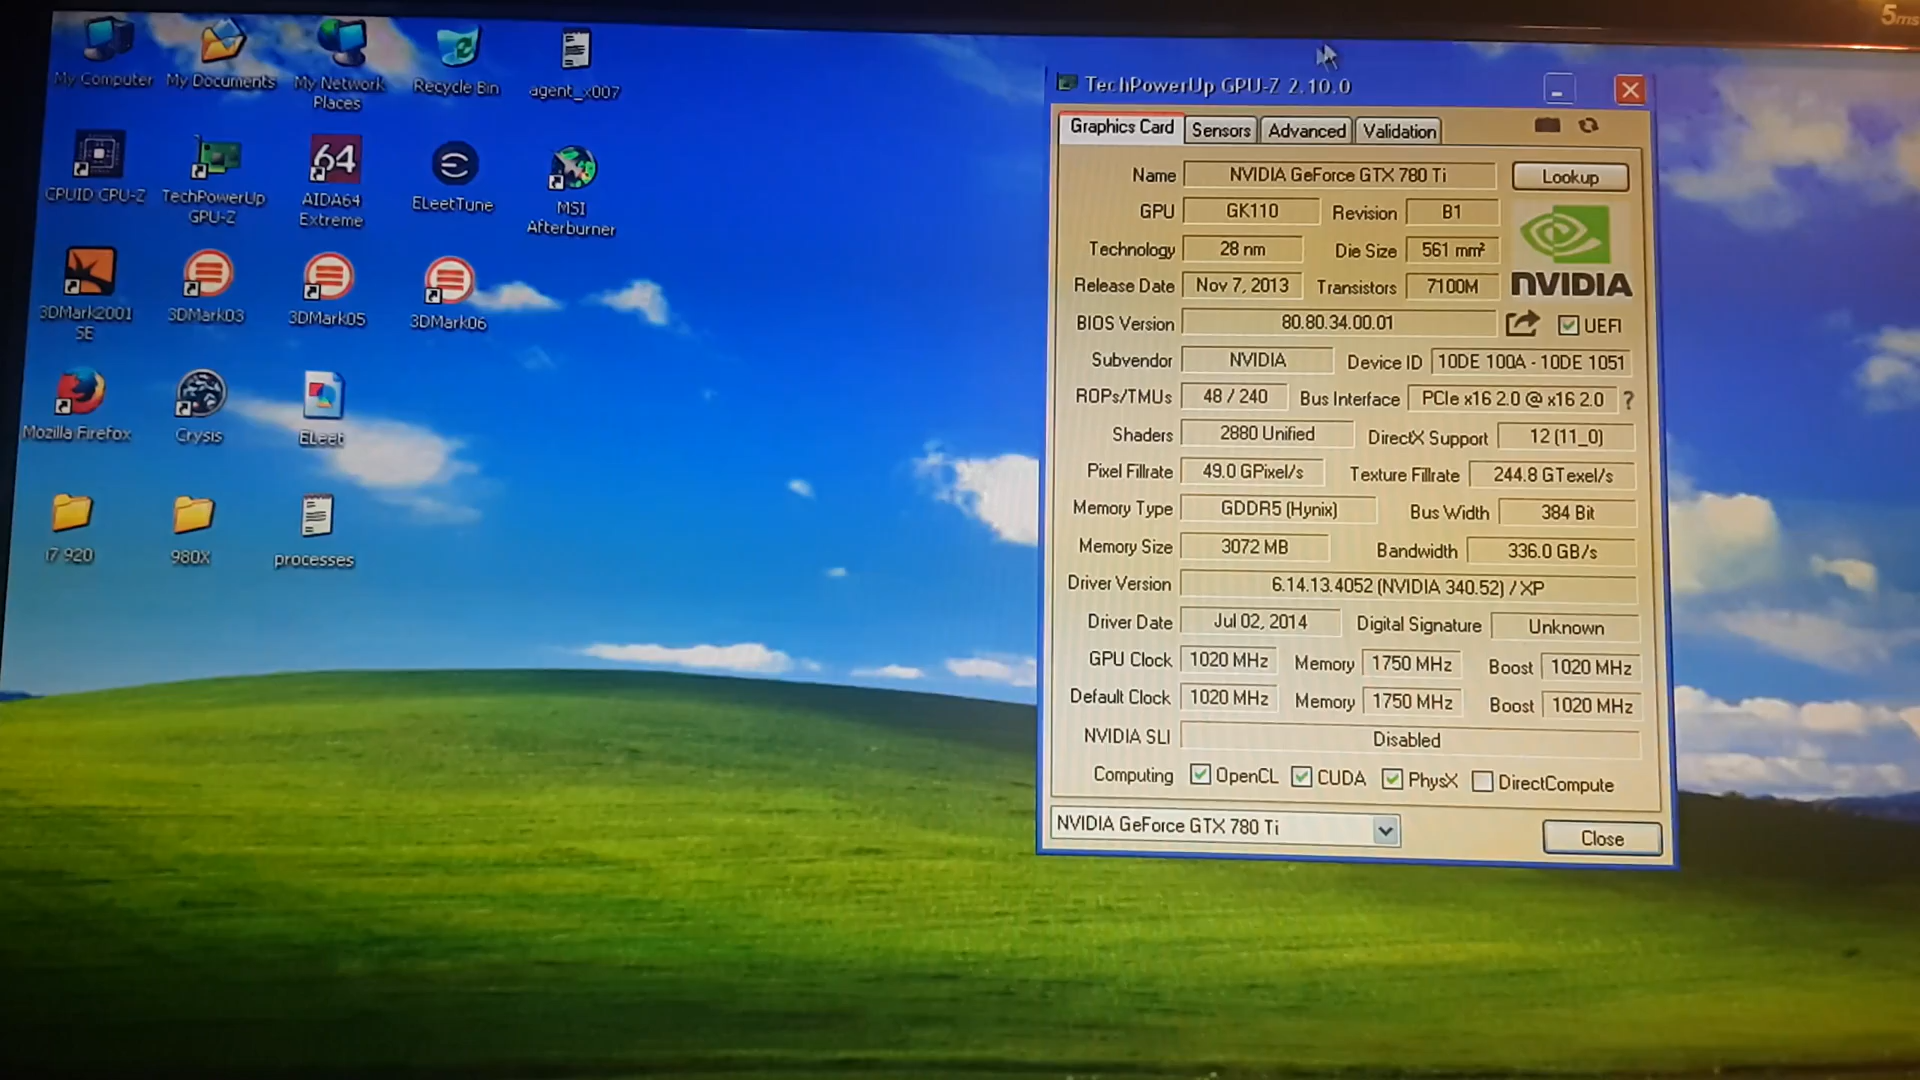 5ms
My Computer
My Documents
My Network
Places
Recycle Bin
agent_x007
CPUID CPU-Z
TechPowerUp
GPU-Z
64
AIDA64
Extreme
ELeetTune
MSI
Afterburner
3DMark2001
SE
3DMark03
3DMark05
3DMark06
Mozilla Firefox
Crysis
ELeet
i7 920
980X
processes
TechPowerUp GPU-Z 2.10.0
Graphics Card Sensors Advanced Validation
Name NVIDIA GeForce GTX 780 Ti Lookup
GPU GK110 Revision B1
Technology 28 nm Die Size 561 mm²
Release Date Nov 7, 2013 Transistors 7100M
NVIDIA
BIOS Version 80.80.34.00.01 UEFI
Subvendor NVIDIA Device ID 10DE 100A - 10DE 1051
ROPs/TMUs 48 / 240 Bus Interface PCIe x16 2.0 @ x16 2.0 ?
Shaders 2880 Unified DirectX Support 12 (11_0)
Pixel Fillrate 49.0 GPixel/s Texture Fillrate 244.8 GTexel/s
Memory Type GDDR5 (Hynix) Bus Width 384 Bit
Memory Size 3072 MB Bandwidth 336.0 GB/s
Driver Version 6.14.13.4052 (NVIDIA 340.52) / XP
Driver Date Jul 02, 2014 Digital Signature Unknown
GPU Clock 1020 MHz Memory 1750 MHz Boost 1020 MHz
Default Clock 1020 MHz Memory 1750 MHz Boost 1020 MHz
NVIDIA SLI Disabled
Computing OpenCL CUDA PhysX DirectCompute
NVIDIA GeForce GTX 780 Ti Close